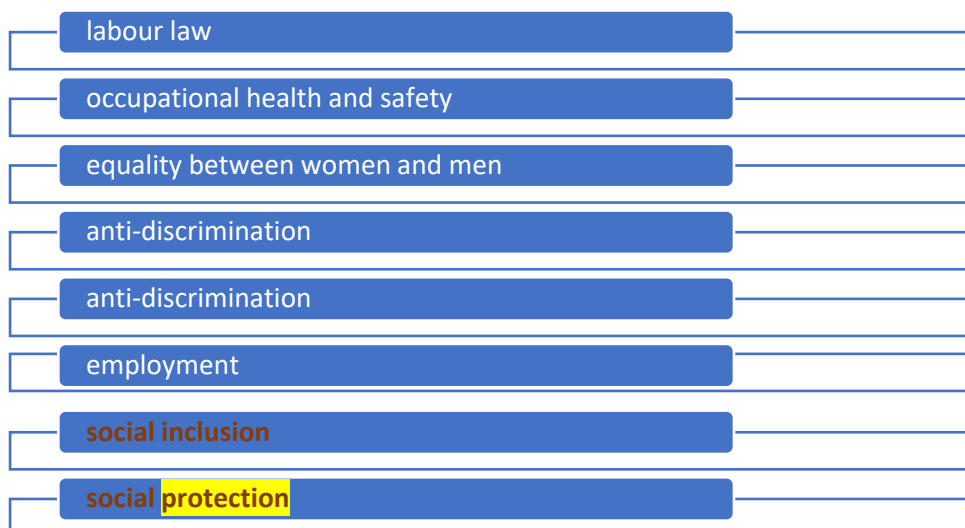 labour law
occupational health and safety
equality between women and men
anti-discrimination
anti-discrimination
employment
social inclusion
social protection